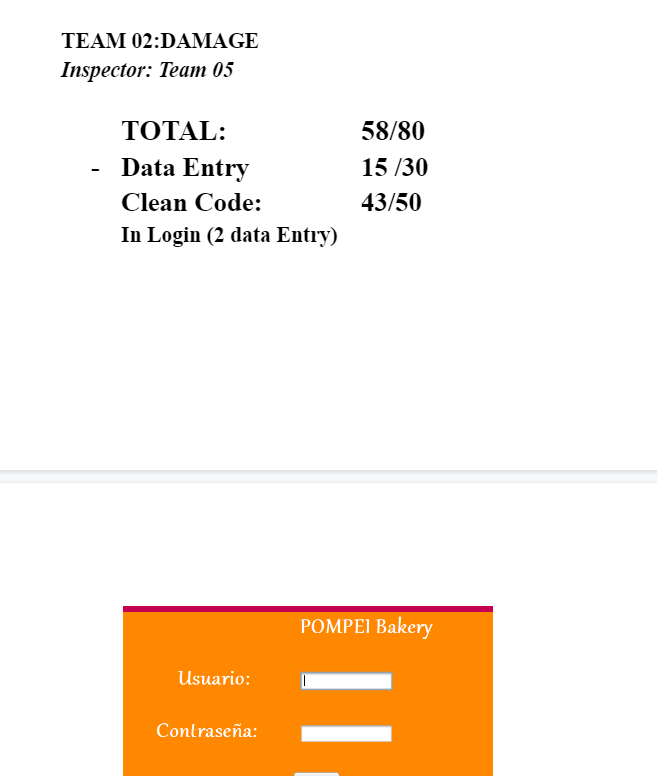 TEAM 02:DAMAGE
Inspector: Team 05
TOTAL: 58/80
- Data Entry 15 /30
Clean Code: 43/50
In Login (2 data Entry)
POMPEI Bakery
Usuario:
Contraseña: